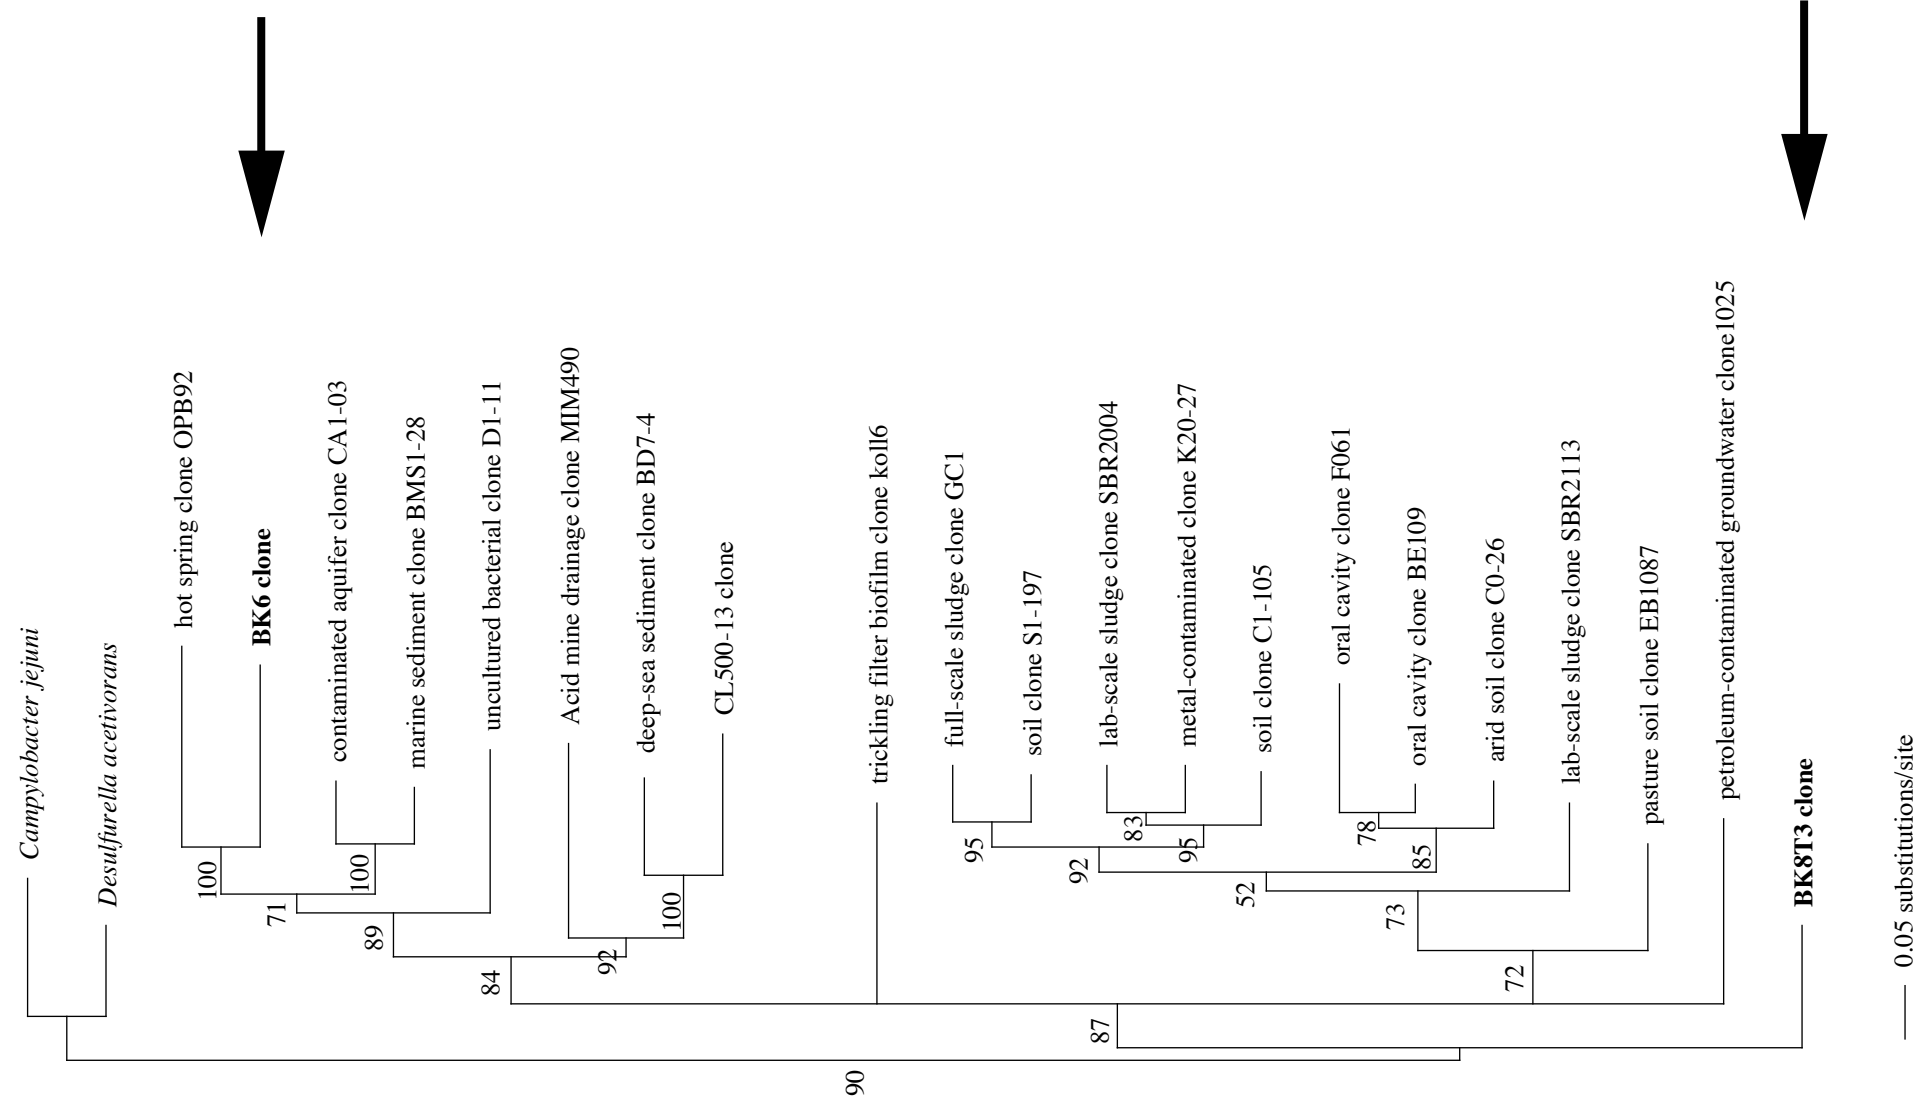 Campylobacter jejuni
Desulfurella acetivorans
hot spring clone OPB92
BK6 clone
contaminated aquifer clone CA1-03
marine sediment clone BMS1-28
uncultured bacterial clone D1-11
Acid mine drainage clone MIM490
deep-sea sediment clone BD7-4
CL500-13 clone
trickling filter biofilm clone koll6
full-scale sludge clone GC1
soil clone S1-197
lab-scale sludge clone SBR2004
metal-contaminated clone K20-27
soil clone C1-105
oral cavity clone F061
oral cavity clone BE109
arid soil clone C0-26
lab-scale sludge clone SBR2113
pasture soil clone EB1087
petroleum-contaminated groundwater clone1025
BK8T3 clone
0.05 substitutions/site
100
71
100
89
84
92
100
90
95
92
83
95
87
52
78
85
73
72